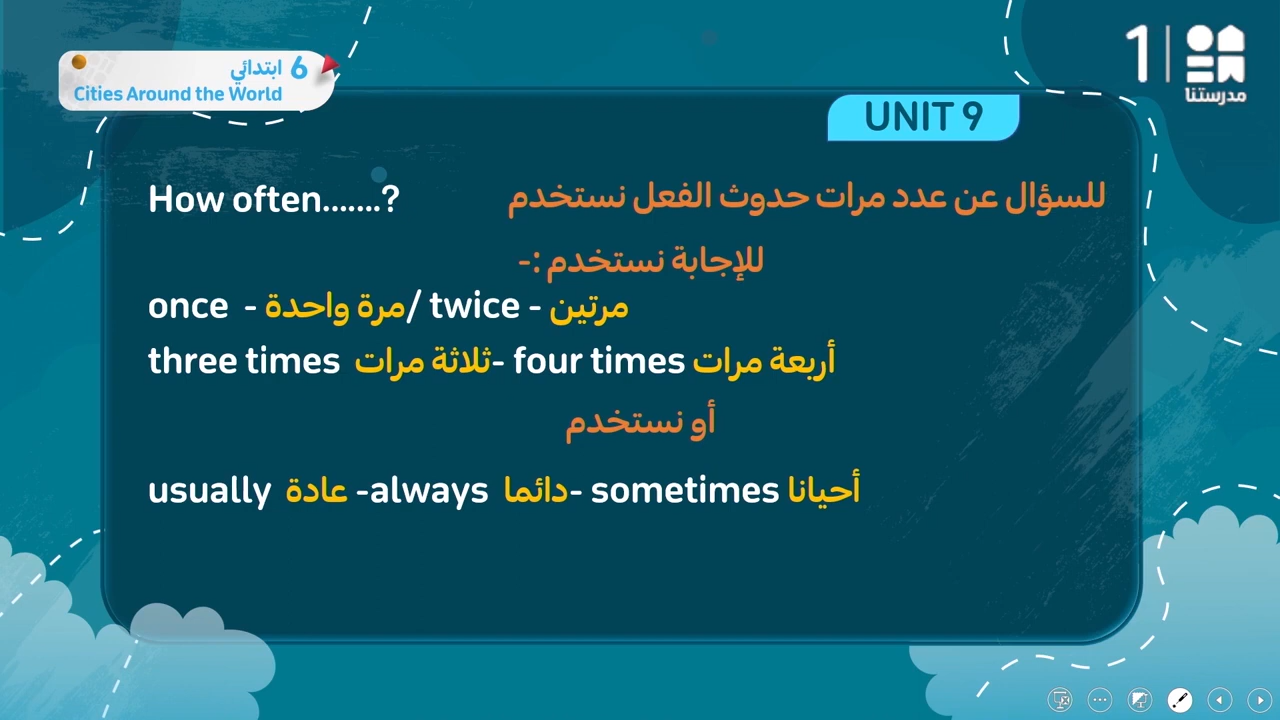 6 ابتدائي
Cities Around the World
1
مدرستنا
UNIT 9
How often.......? للسؤال عن عدد مرات حدوث الفعل نستخدم
للإجابة نستخدم :-
once - مرة واحدة / twice - مرتين
three times ثلاثة مرات - four times أربعة مرات
أو نستخدم
usually عادة -always دائما - sometimes أحيانا